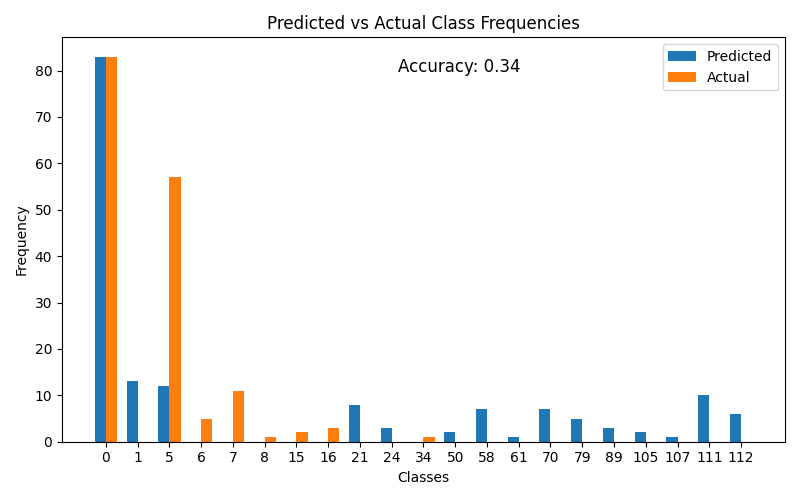 Predicted vs Actual Class Frequencies
Accuracy: 0.34
Predicted
Actual
Frequency
80
70
60
50
40
30
20
10
0
0 1 5 6 7 8 15 16 21 24 34 50 58 61 70 79 89 105 107 111 112
Classes